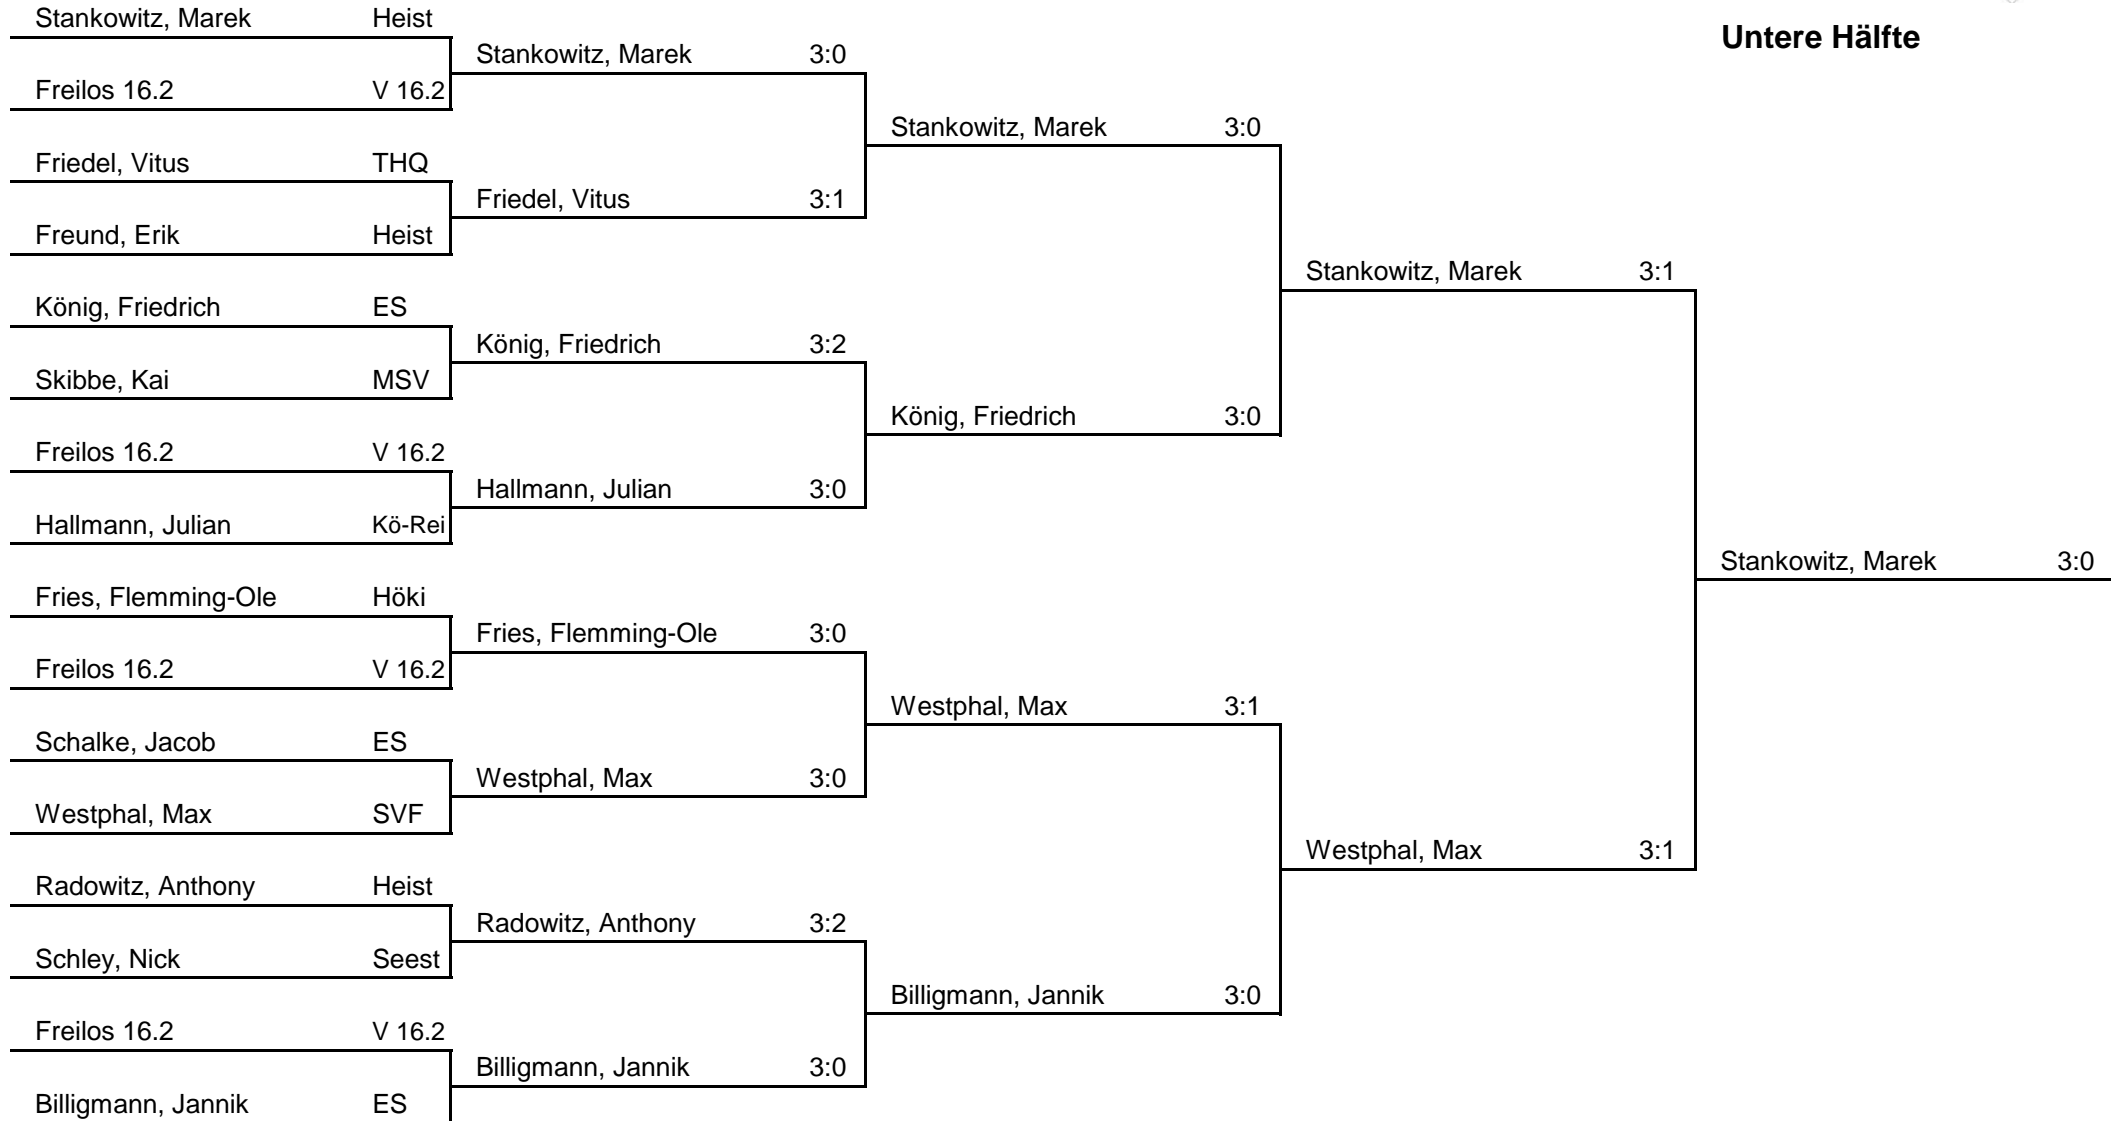 Stankowitz, Marek Heist
Untere Hälfte
Stankowitz, Marek 3:0
Freilos 16.2 V 16.2
Stankowitz, Marek 3:0
Friedel, Vitus THQ
Friedel, Vitus 3:1
Freund, Erik Heist
Stankowitz, Marek 3:1
König, Friedrich ES
König, Friedrich 3:2
Skibbe, Kai MSV
König, Friedrich 3:0
Freilos 16.2 V 16.2
Hallmann, Julian 3:0
Hallmann, Julian Kö-Rei
Stankowitz, Marek 3:0
Fries, Flemming-Ole Höki
Fries, Flemming-Ole 3:0
Freilos 16.2 V 16.2
Westphal, Max 3:1
Schalke, Jacob ES
Westphal, Max 3:0
Westphal, Max SVF
Westphal, Max 3:1
Radowitz, Anthony Heist
Radowitz, Anthony 3:2
Schley, Nick Seest
Billigmann, Jannik 3:0
Freilos 16.2 V 16.2
Billigmann, Jannik 3:0
Billigmann, Jannik ES